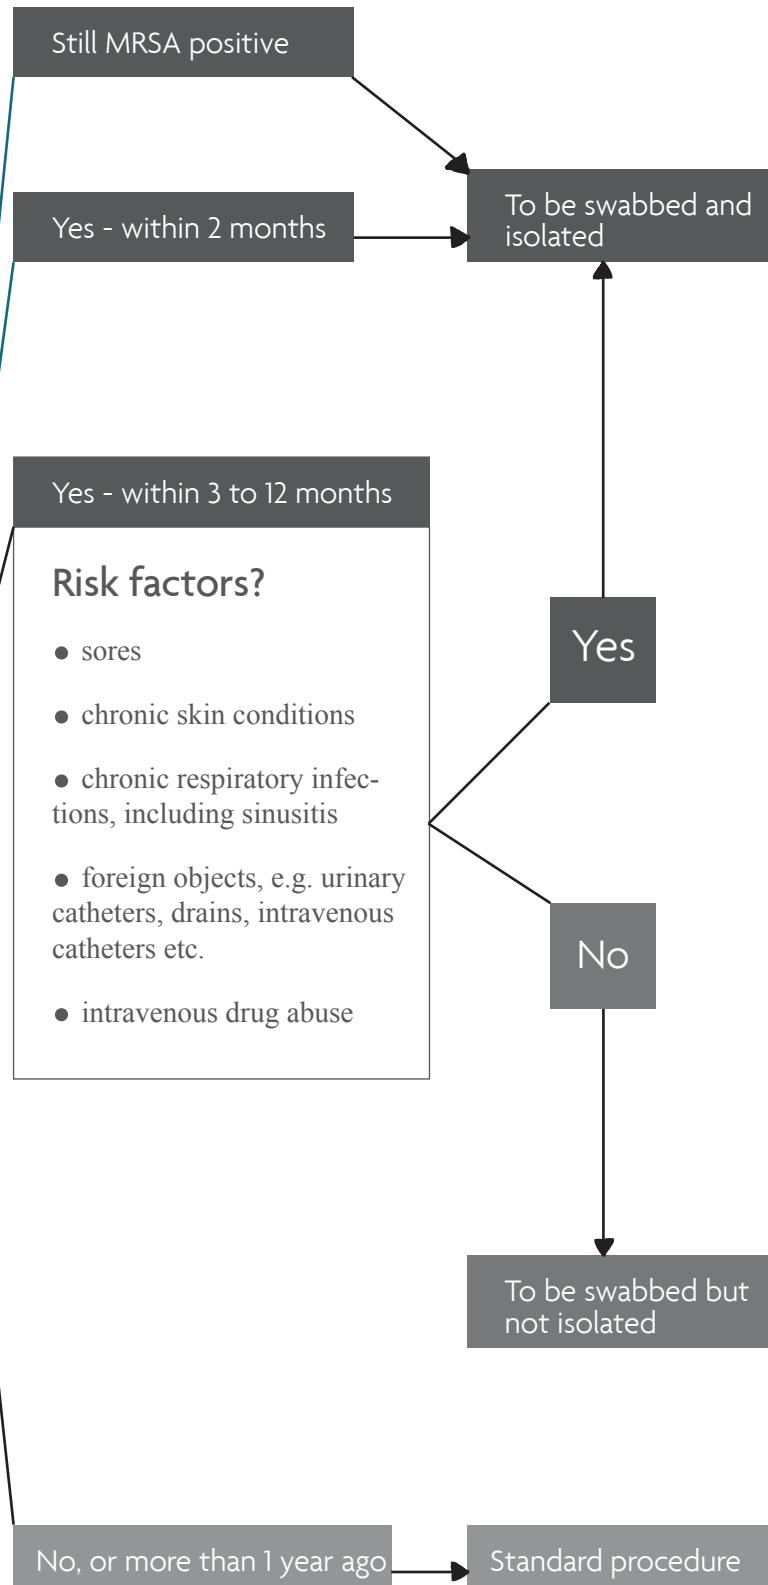 Still MRSA positive
To be swabbed and
isolated
Yes - within 2 months
Yes - within 3 to 12 months
Risk factors?
• sores
• chronic skin conditions
• chronic respiratory infec-
tions, including sinusitis
• foreign objects, e.g. urinary
catheters, drains, intravenous
catheters etc.
• intravenous drug abuse
Yes
No
To be swabbed but
not isolated
No, or more than 1 year ago
Standard procedure